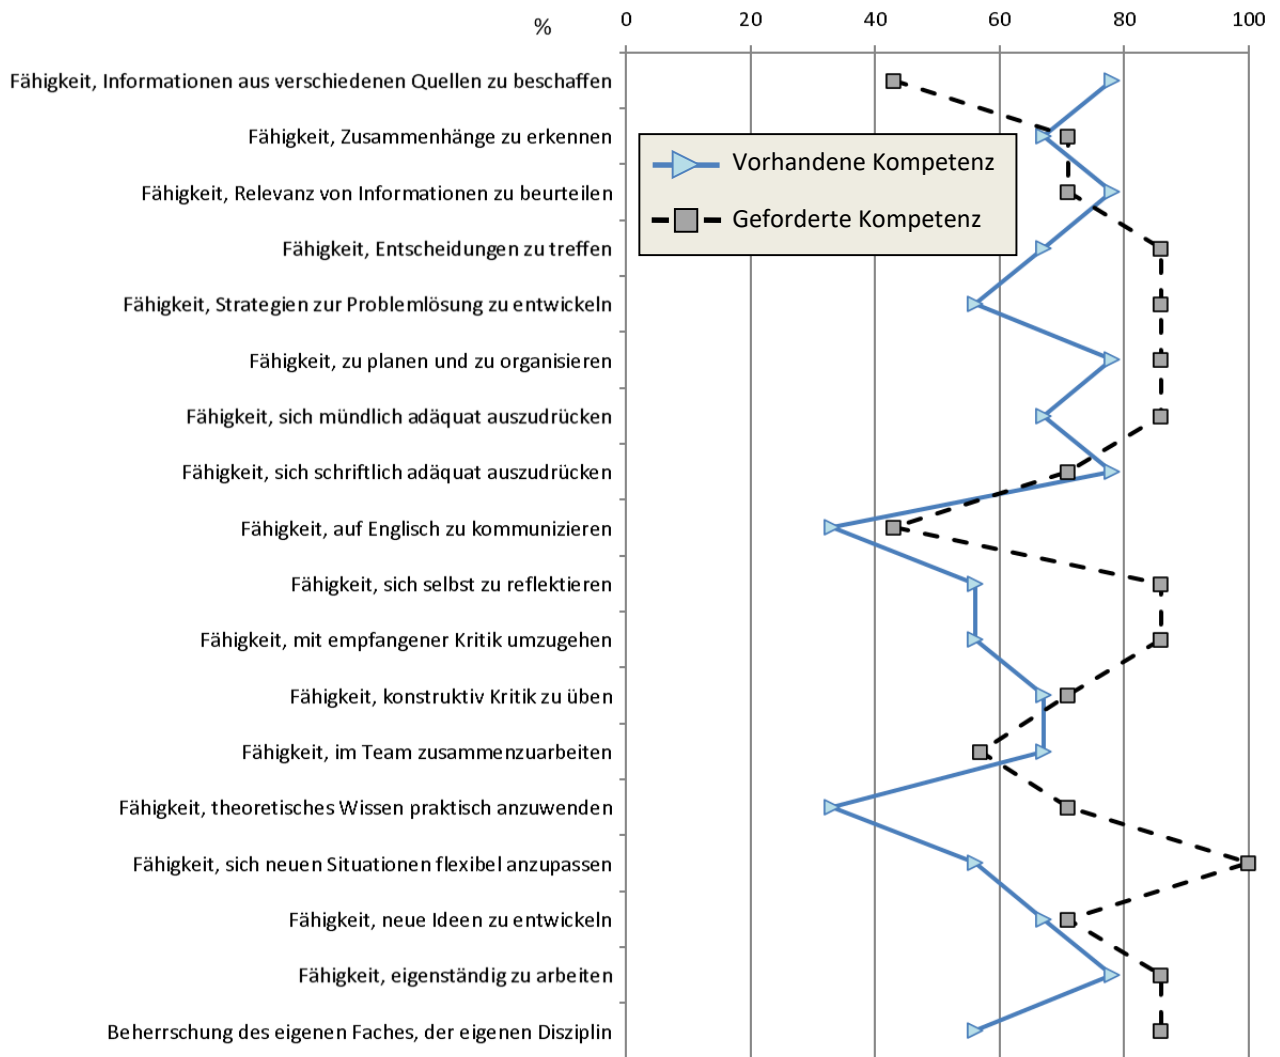 % 0 20 40 60 80 100
Fähigkeit, Informationen aus verschiedenen Quellen zu beschaffen
Fähigkeit, Zusammenhänge zu erkennen
Vorhandene Kompetenz
Fähigkeit, Relevanz von Informationen zu beurteilen
Geforderte Kompetenz
Fähigkeit, Entscheidungen zu treffen
Fähigkeit, Strategien zur Problemlösung zu entwickeln
Fähigkeit, zu planen und zu organisieren
Fähigkeit, sich mündlich adäquat auszudrücken
Fähigkeit, sich schriftlich adäquat auszudrücken
Fähigkeit, auf Englisch zu kommunizieren
Fähigkeit, sich selbst zu reflektieren
Fähigkeit, mit empfangener Kritik umzugehen
Fähigkeit, konstruktiv Kritik zu üben
Fähigkeit, im Team zusammenzuarbeiten
Fähigkeit, theoretisches Wissen praktisch anzuwenden
Fähigkeit, sich neuen Situationen flexibel anzupassen
Fähigkeit, neue Ideen zu entwickeln
Fähigkeit, eigenständig zu arbeiten
Beherrschung des eigenen Faches, der eigenen Disziplin